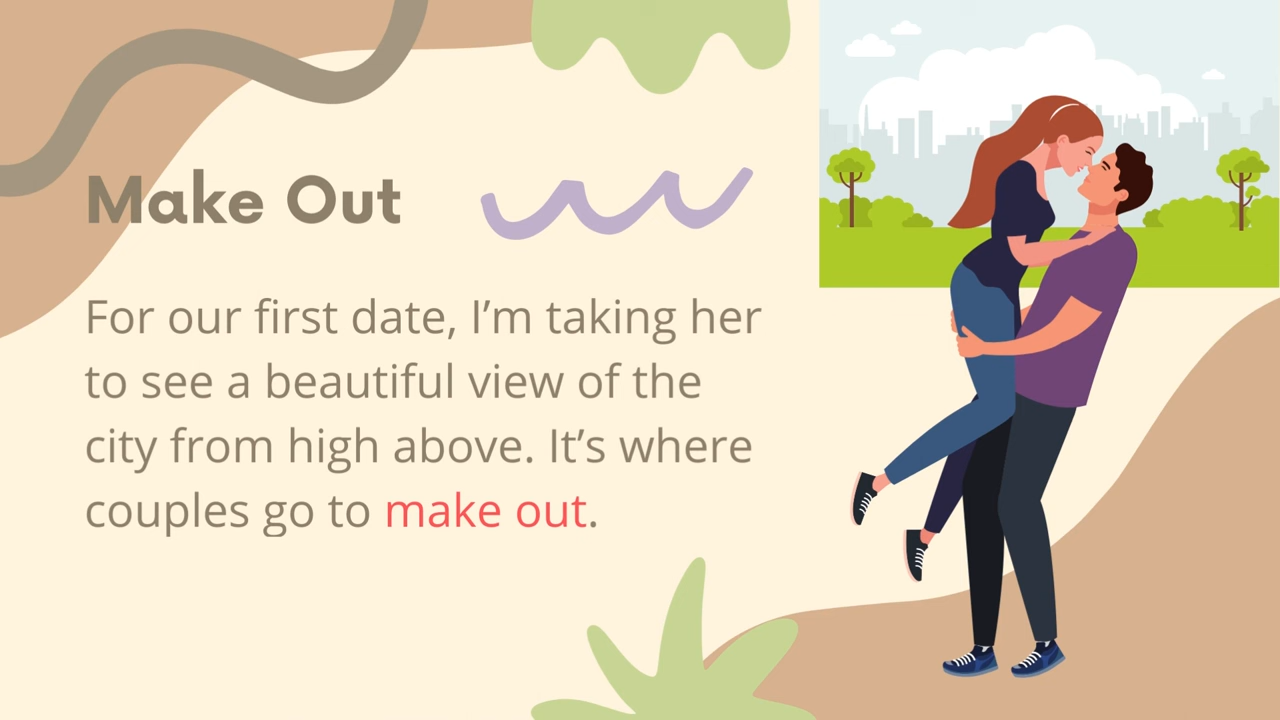 Make Out
For our first date, I’m taking her
to see a beautiful view of the
city from high above. It’s where
couples go to make out.